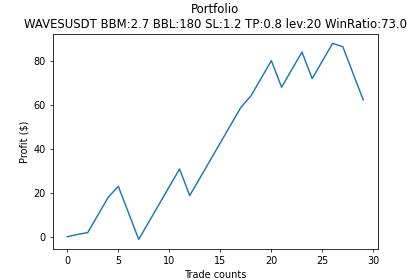 Portfolio
WAVESUSDT BBM:2.7 BBL:180 SL:1.2 TP:0.8 lev:20 WinRatio:73.0
80
60
40
20
0
Profit ($)
0 5 10 15 20 25 30
Trade counts